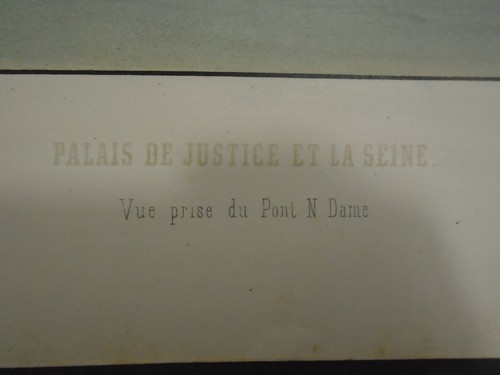 PALAIS DE JUSTICE ET LA SEINE.
Vue prise du Pont N Dame